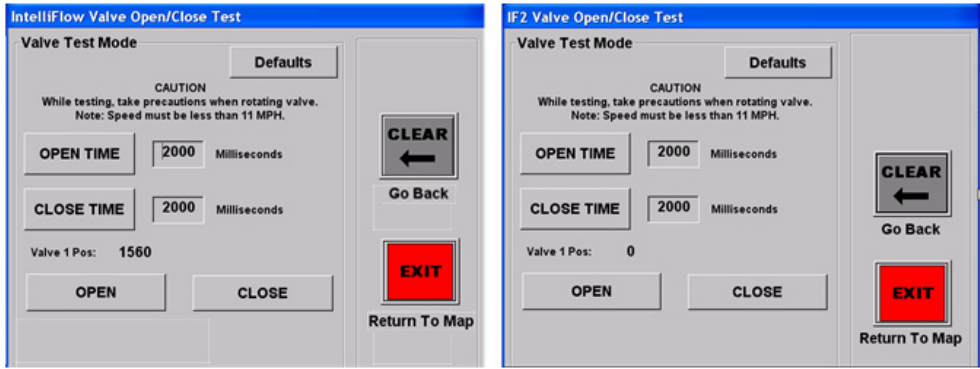 IntelliFlow Valve Open/Close Test
Valve Test Mode
Defaults
CAUTION
While testing, take precautions when rotating valve.
Note: Speed must be less than 11 MPH.
OPEN TIME 2000 Milliseconds
CLOSE TIME 2000 Milliseconds
Valve 1 Pos: 1560
OPEN CLOSE
CLEAR
Go Back
EXIT
Return To Map
IF2 Valve Open/Close Test
Valve Test Mode
Defaults
CAUTION
While testing, take precautions when rotating valve.
Note: Speed must be less than 11 MPH.
OPEN TIME 2000 Milliseconds
CLOSE TIME 2000 Milliseconds
Valve 1 Pos: 0
OPEN CLOSE
CLEAR
Go Back
EXIT
Return To Map